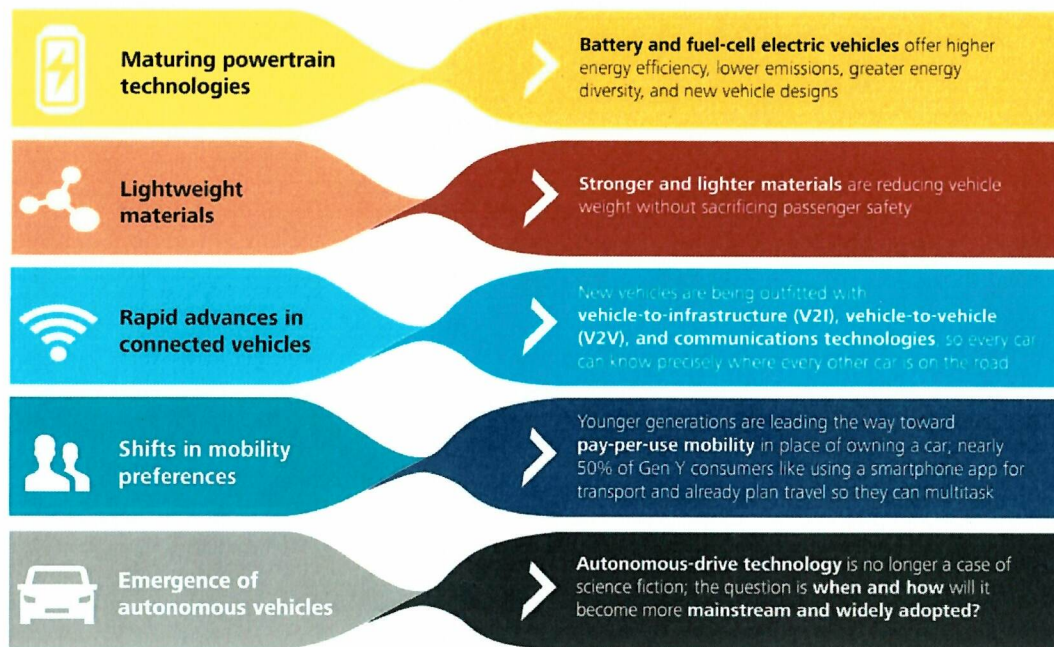 Maturing powertrain
technologies
Battery and fuel-cell electric vehicles offer higher
energy efficiency, lower emissions, greater energy
diversity, and new vehicle designs
Lightweight
materials
Stronger and lighter materials are reducing vehicle
weight without sacrificing passenger safety
Rapid advances in
connected vehicles
New vehicles are being outfitted with
vehicle-to-infrastructure (V2I), vehicle-to-vehicle
(V2V), and communications technologies, so every car
can know precisely where every other car is on the road
Shifts in mobility
preferences
Younger generations are leading the way toward
pay-per-use mobility in place of owning a car; nearly
50% of Gen Y consumers like using a smartphone app for
transport and already plan travel so they can multitask
Emergence of
autonomous vehicles
Autonomous-drive technology is no longer a case of
science fiction; the question is when and how will it
become more mainstream and widely adopted?